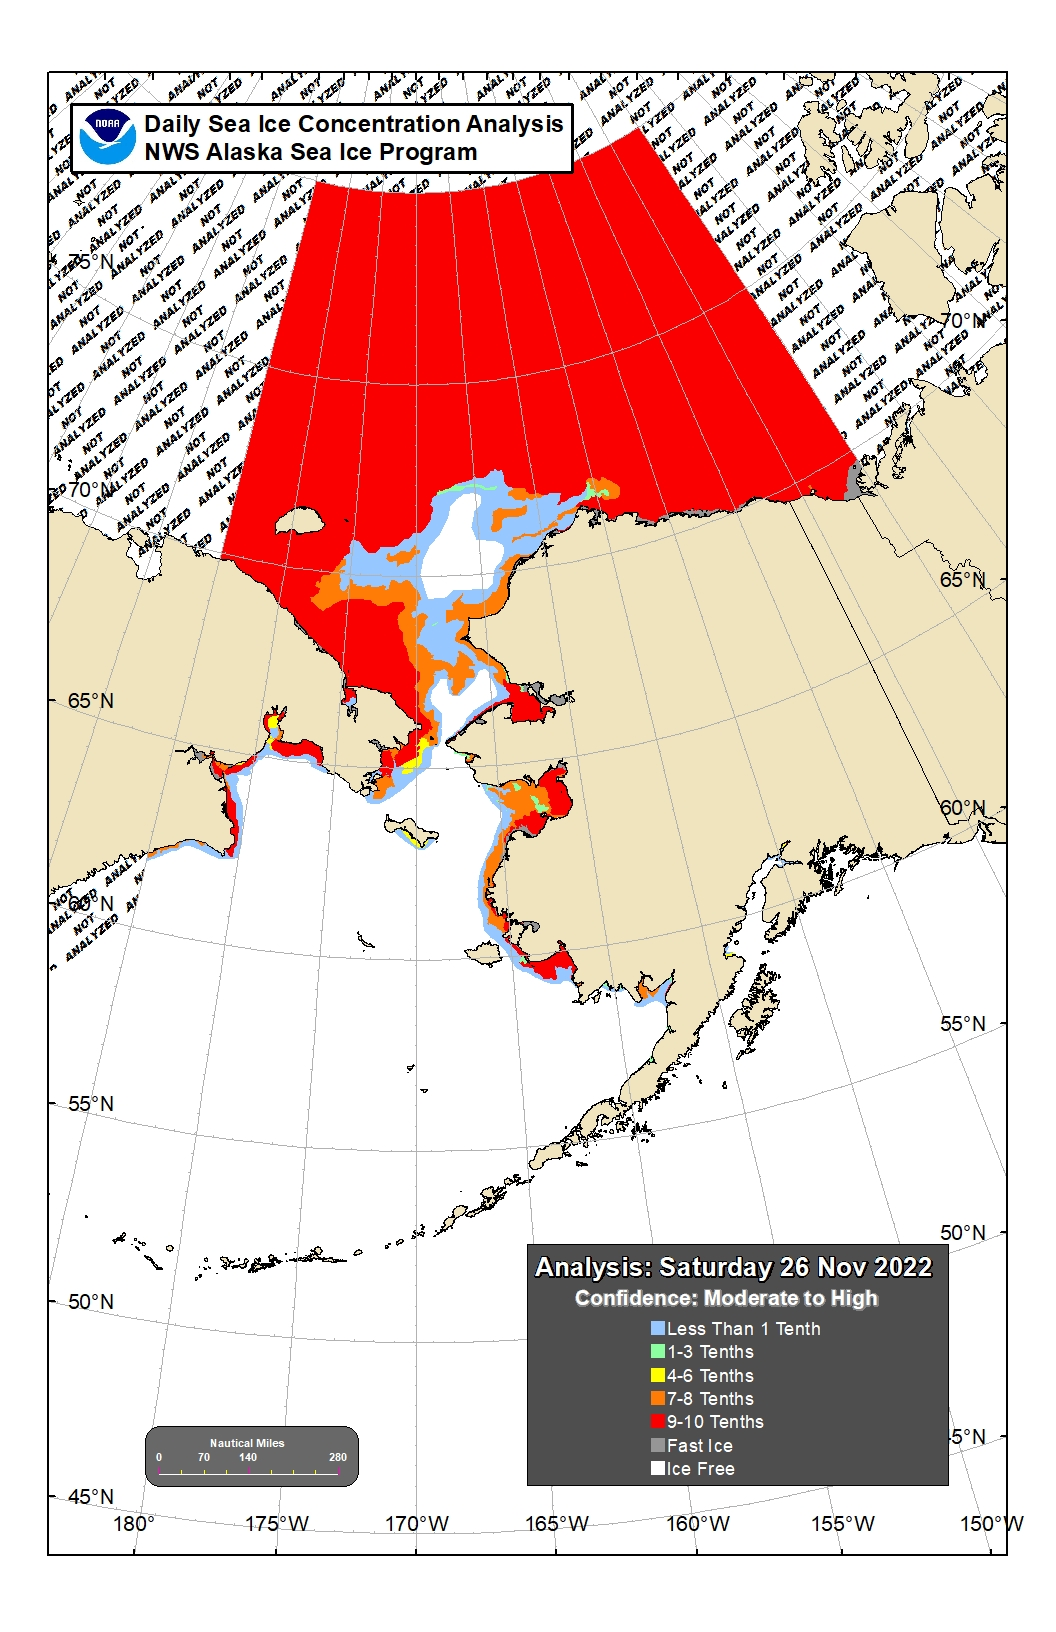 NOAA
Daily Sea Ice Concentration Analysis
NWS Alaska Sea Ice Program
NOT ANALYZED
75°N
70°N
70°N
65°N
65°N
60°N
60°N
55°N
55°N
50°N
50°N
45°N
5°N
NOT ANALYZED
Analysis: Saturday 26 Nov 2022
Confidence: Moderate to High
Less Than 1 Tenth
1-3 Tenths
4-6 Tenths
7-8 Tenths
9-10 Tenths
Fast Ice
Ice Free
Nautical Miles
0 70 140 280
180° 175°W 170°W 165°W 160°W 155°W 150°W